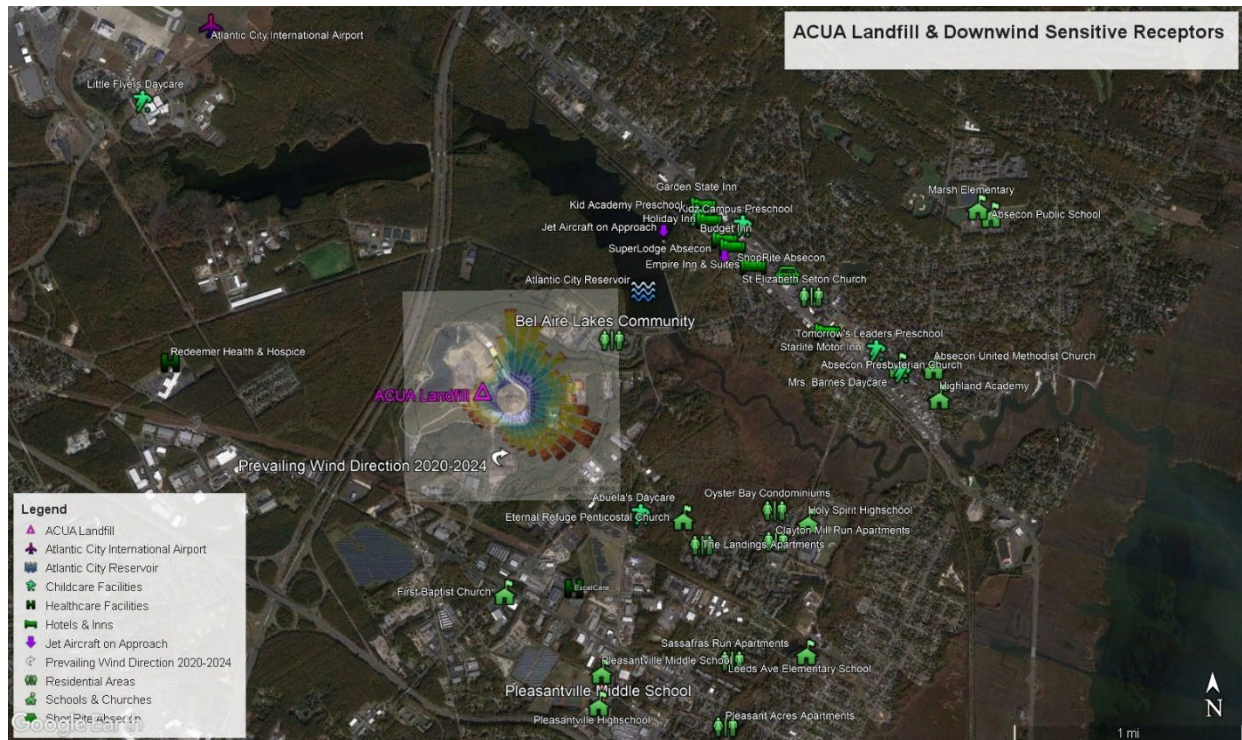 ACUA Landfill & Downwind Sensitive Receptors
Atlantic City International Airport
Little Flyers Daycare
Garden State Inn
Marsh Elementary
Kid Academy Preschool
Kidz Campus Preschool
Absecon Public School
Holiday Inn
Jet Aircraft on Approach
Budget Inn
SuperLodge Absecon
ShopRite Absecon
Empire Inn & Suites
Atlantic City Reservoir
St Elizabeth Seton Church
Bel Aire Lakes Community
Tomorrow's Leaders Preschool
Starlite Motor Inn
Redeemer Health & Hospice
Absecon United Methodist Church
Absecon Presbyterian Church
Mrs. Barnes Daycare
Highland Academy
ACUA Landfill
Prevailing Wind Direction 2020-2024
Abuela's Daycare
Oyster Bay Condominiums
Eternal Refuge Penticostal Church
Holy Spirit Highschool
Clayton Mill Run Apartments
The Landings Apartments
First Baptist Church
ExcelCare
Sassafras Run Apartments
Pleasantville Middle School
Leeds Ave Elementary School
Pleasantville Middle School
Pleasantville Highschool
Pleasant Acres Apartments
Legend
ACUA Landfill
Atlantic City International Airport
Atlantic City Reservoir
Childcare Facilities
Healthcare Facilities
Hotels & Inns
Jet Aircraft on Approach
Prevailing Wind Direction 2020-2024
Residential Areas
Schools & Churches
ShopRite Absecon
Google Earth
N
1 mi